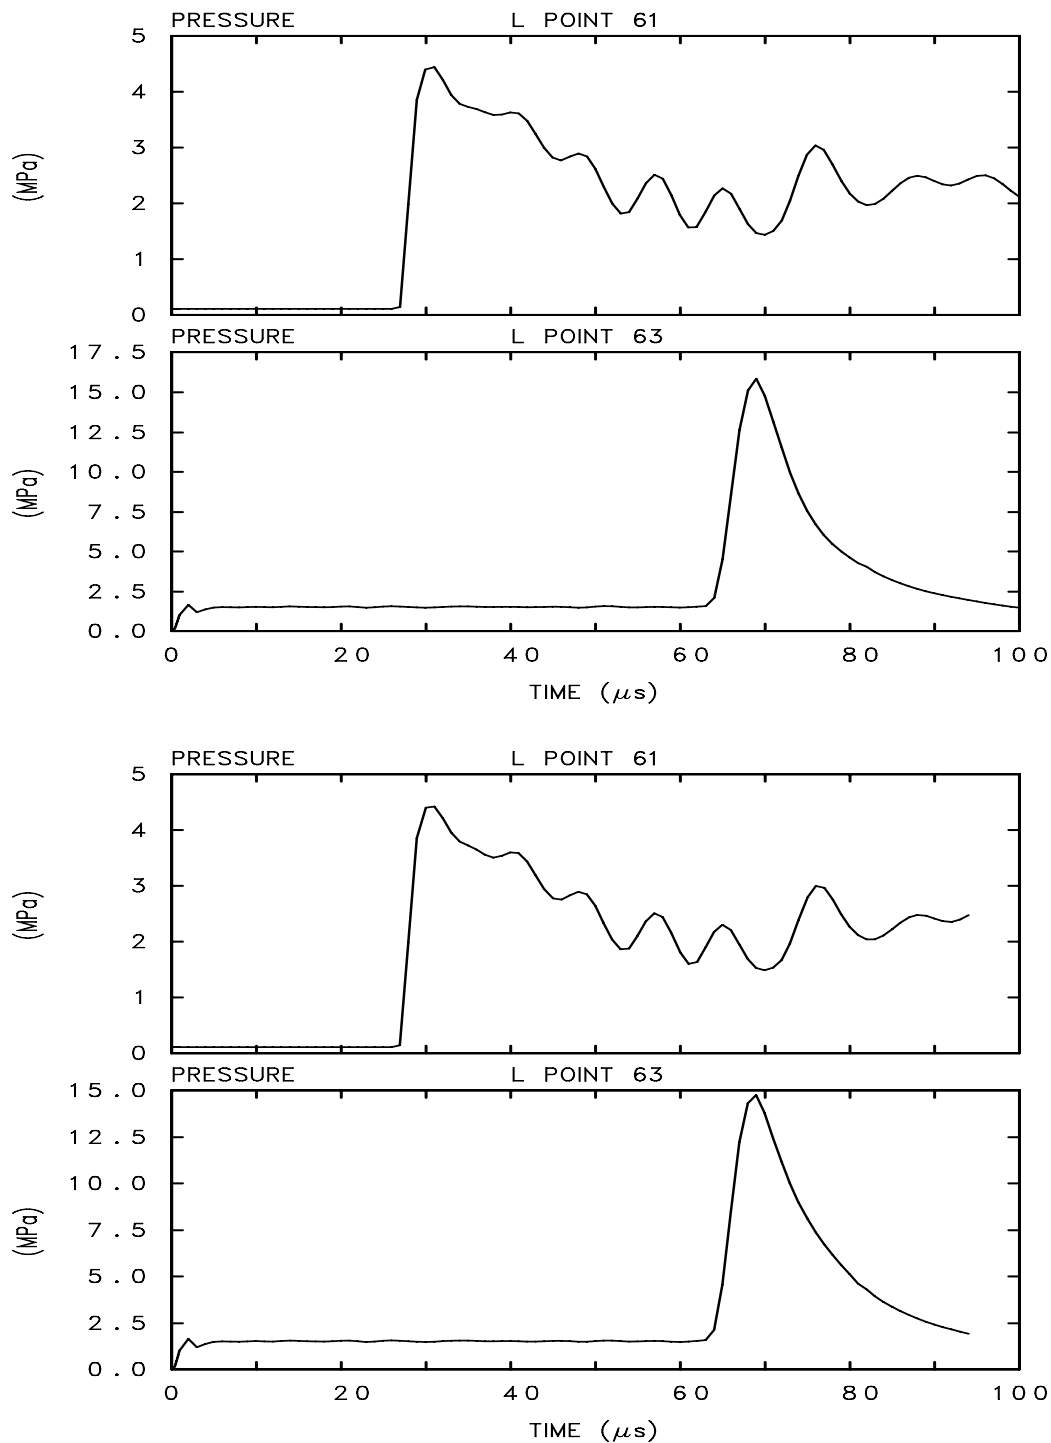 PRESSURE L POINT 61
5
4
3
2
1
0
(MPa)
PRESSURE L POINT 63
17.5
15.0
12.5
10.0
7.5
5.0
2.5
0.0
(MPa)
0 20 40 60 80 100
TIME (μs)
PRESSURE L POINT 61
5
4
3
2
1
0
(MPa)
PRESSURE L POINT 63
15.0
12.5
10.0
7.5
5.0
2.5
0.0
(MPa)
0 20 40 60 80 100
TIME (μs)